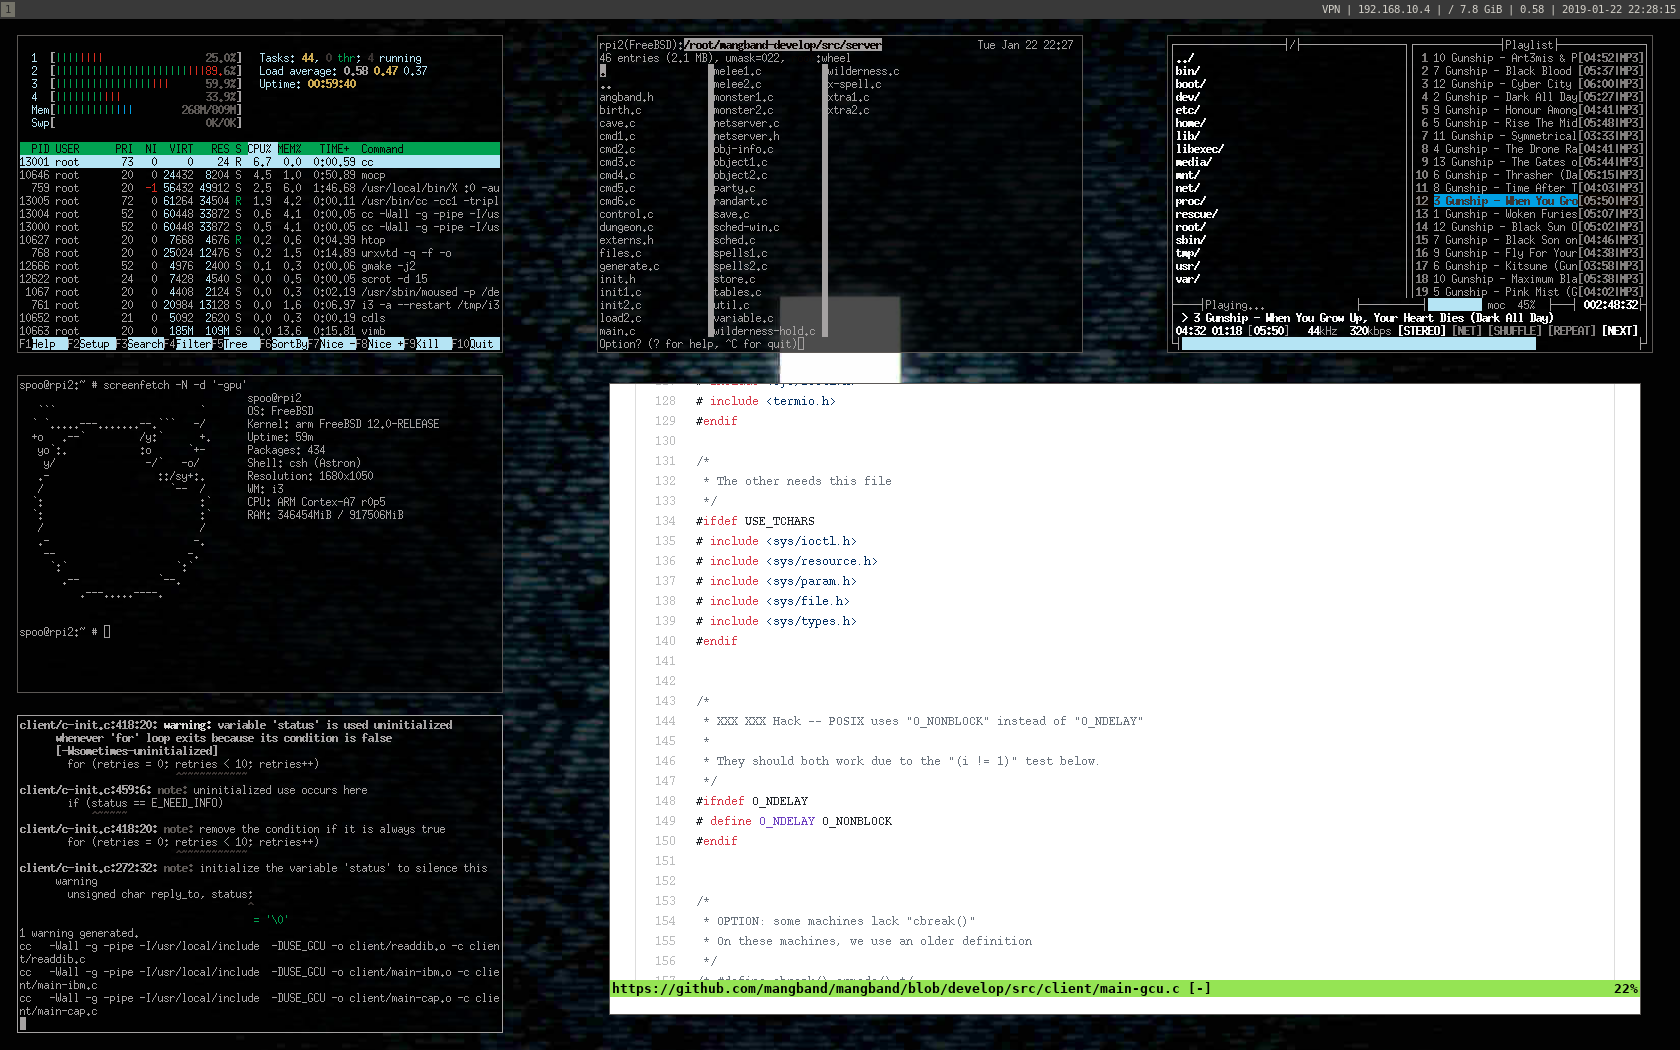 1
VPN | 192.168.10.4 | / 7.8 GiB | 0.58 | 2019-01-22 22:28:15
1 [|||||||| 25.0%] Tasks: 44, 0 thr; 4 running
2 [||||||||||||||||||||||||89.6%] Load average: 0.58 0.47 0.37
3 [||||||||||||||||||| 59.9%] Uptime: 00:59:40
4 [||||||||||| 33.9%]
Mem[||||||||||||| 268M/809M]
Swp[ 0K/0K]
PID USER PRI NI VIRT RES S CPU% MEM% TIME+ Command
13001 root 73 0 0 24 R 6.7 0.0 0:00.59 cc
10646 root 20 0 24432 8204 S 4.5 1.0 0:50.89 mocp
759 root 20 -1 56432 49912 S 2.5 6.0 1:46.68 /usr/local/bin/X :0 -au
13005 root 72 0 61264 34504 R 1.9 4.2 0:00.11 /usr/bin/cc -cc1 -tripl
13004 root 52 0 60448 33872 S 0.6 4.1 0:00.05 cc -Wall -g -pipe -I/us
13000 root 52 0 60448 33872 S 0.5 4.1 0:00.06 cc -Wall -g -pipe -I/us
10627 root 20 0 7668 4676 R 0.2 0.6 0:04.99 htop
768 root 20 0 25024 12476 S 0.2 1.5 0:14.89 urxvtd -q -f -o
12666 root 52 0 4976 2400 S 0.1 0.3 0:00.06 gmake -j2
12622 root 24 0 7428 4540 S 0.0 0.5 0:00.05 scrot -d 15
1067 root 20 0 4408 2124 S 0.0 0.3 0:02.13 /usr/sbin/moused -p /de
761 root 20 0 20984 13128 S 0.0 1.6 0:06.97 i3 -a --restart /tmp/i3
10652 root 21 0 5092 2620 S 0.0 0.3 0:00.19 cdls
10663 root 20 0 185M 109M S 0.0 13.6 0:15.81 vimb
F1Help F2Setup F3SearchF4FilterF5Tree F6SortByF7Nice -F8Nice +F9Kill F10Quit
rpi2(FreeBSD):/root/mangband-develop/src/server Tue Jan 22 22:27
46 entries (2.1 MB), umask=022, :wheel
. melee1.c wilderness.c
.. melee2.c x-spell.c
angband.h monster1.c xtra1.c
birth.c monster2.c xtra2.c
cave.c netserver.c
cmd1.c netserver.h
cmd2.c obj-info.c
cmd3.c object1.c
cmd4.c object2.c
cmd5.c party.c
cmd6.c randart.c
control.c save.c
dungeon.c sched-win.c
externs.h sched.c
files.c spells1.c
generate.c spells2.c
init.h store.c
init1.c tables.c
init2.c util.c
load2.c variable.c
main.c wilderness-hold.c
Option? (? for help, ^C for quit)
/ Playlist
../
bin/
boot/
dev/
etc/
home/
lib/
libexec/
media/
mnt/
net/
proc/
rescue/
root/
sbin/
tmp/
usr/
var/
1 10 Gunship - Art3mis & P[04:52|MP3]
2 7 Gunship - Black Blood [05:37|MP3]
3 12 Gunship - Cyber City [06:00|MP3]
4 2 Gunship - Dark All Day[05:27|MP3]
5 9 Gunship - Honour Among[04:41|MP3]
6 5 Gunship - Rise The Mid[05:48|MP3]
7 11 Gunship - Symmetrical[03:33|MP3]
8 4 Gunship - The Drone Ra[04:41|MP3]
9 13 Gunship - The Gates o[05:44|MP3]
10 6 Gunship - Thrasher (Da[05:15|MP3]
11 8 Gunship - Time After T[04:03|MP3]
12 3 Gunship - When You Gro[05:50|MP3]
13 1 Gunship - Woken Furies[05:07|MP3]
14 12 Gunship - Black Sun O[05:02|MP3]
15 7 Gunship - Black Son on[04:46|MP3]
16 9 Gunship - Fly For Your[04:38|MP3]
17 6 Gunship - Kitsune (Gun[03:58|MP3]
18 10 Gunship - Maximum Bla[04:38|MP3]
19 5 Gunship - Pink Mist (G[04:02|MP3]
Playing... moc 45% 002:48:32
> 3 Gunship - When You Grow Up, Your Heart Dies (Dark All Day)
04:32 01:18 [05:50] 44kHz 320kbps [STEREO] [NET] [SHUFFLE] [REPEAT] [NEXT]
spoo@rpi2:~ # screenfetch -N -d '-gpu'
spoo@rpi2
OS: FreeBSD
Kernel: arm FreeBSD 12.0-RELEASE
Uptime: 59m
Packages: 434
Shell: csh (Astron)
Resolution: 1680x1050
WM: i3
CPU: ARM Cortex-A7 r0p5
RAM: 346454MiB / 917506MiB
spoo@rpi2:~ #
client/c-init.c:418:20: warning: variable 'status' is used uninitialized
whenever 'for' loop exits because its condition is false
[-Wsometimes-uninitialized]
for (retries = 0; retries < 10; retries++)
^~~~~~~~~~~~
client/c-init.c:459:6: note: uninitialized use occurs here
if (status == E_NEED_INFO)
^~~~~~
client/c-init.c:418:20: note: remove the condition if it is always true
for (retries = 0; retries < 10; retries++)
^~~~~~~~~~~~
client/c-init.c:272:32: note: initialize the variable 'status' to silence this
warning
unsigned char reply_to, status;
^
= '\0'
1 warning generated.
cc -Wall -g -pipe -I/usr/local/include -DUSE_GCU -o client/readdib.o -c clien
t/readdib.c
cc -Wall -g -pipe -I/usr/local/include -DUSE_GCU -o client/main-ibm.o -c clie
nt/main-ibm.c
cc -Wall -g -pipe -I/usr/local/include -DUSE_GCU -o client/main-cap.o -c clie
nt/main-cap.c
128 # include <termio.h>
129 #endif
130
131 /*
132 * The other needs this file
133 */
134 #ifdef USE_TCHARS
135 # include <sys/ioctl.h>
136 # include <sys/resource.h>
137 # include <sys/param.h>
138 # include <sys/file.h>
139 # include <sys/types.h>
140 #endif
141
142
143 /*
144 * XXX XXX Hack -- POSIX uses "O_NONBLOCK" instead of "O_NDELAY"
145 *
146 * They should both work due to the "(i != 1)" test below.
147 */
148 #ifndef O_NDELAY
149 # define O_NDELAY O_NONBLOCK
150 #endif
151
152
153 /*
154 * OPTION: some machines lack "cbreak()"
155 * On these machines, we use an older definition
156 */
157 /* #define cbreak() crmode() */
https://github.com/mangband/mangband/blob/develop/src/client/main-gcu.c [-] 22%